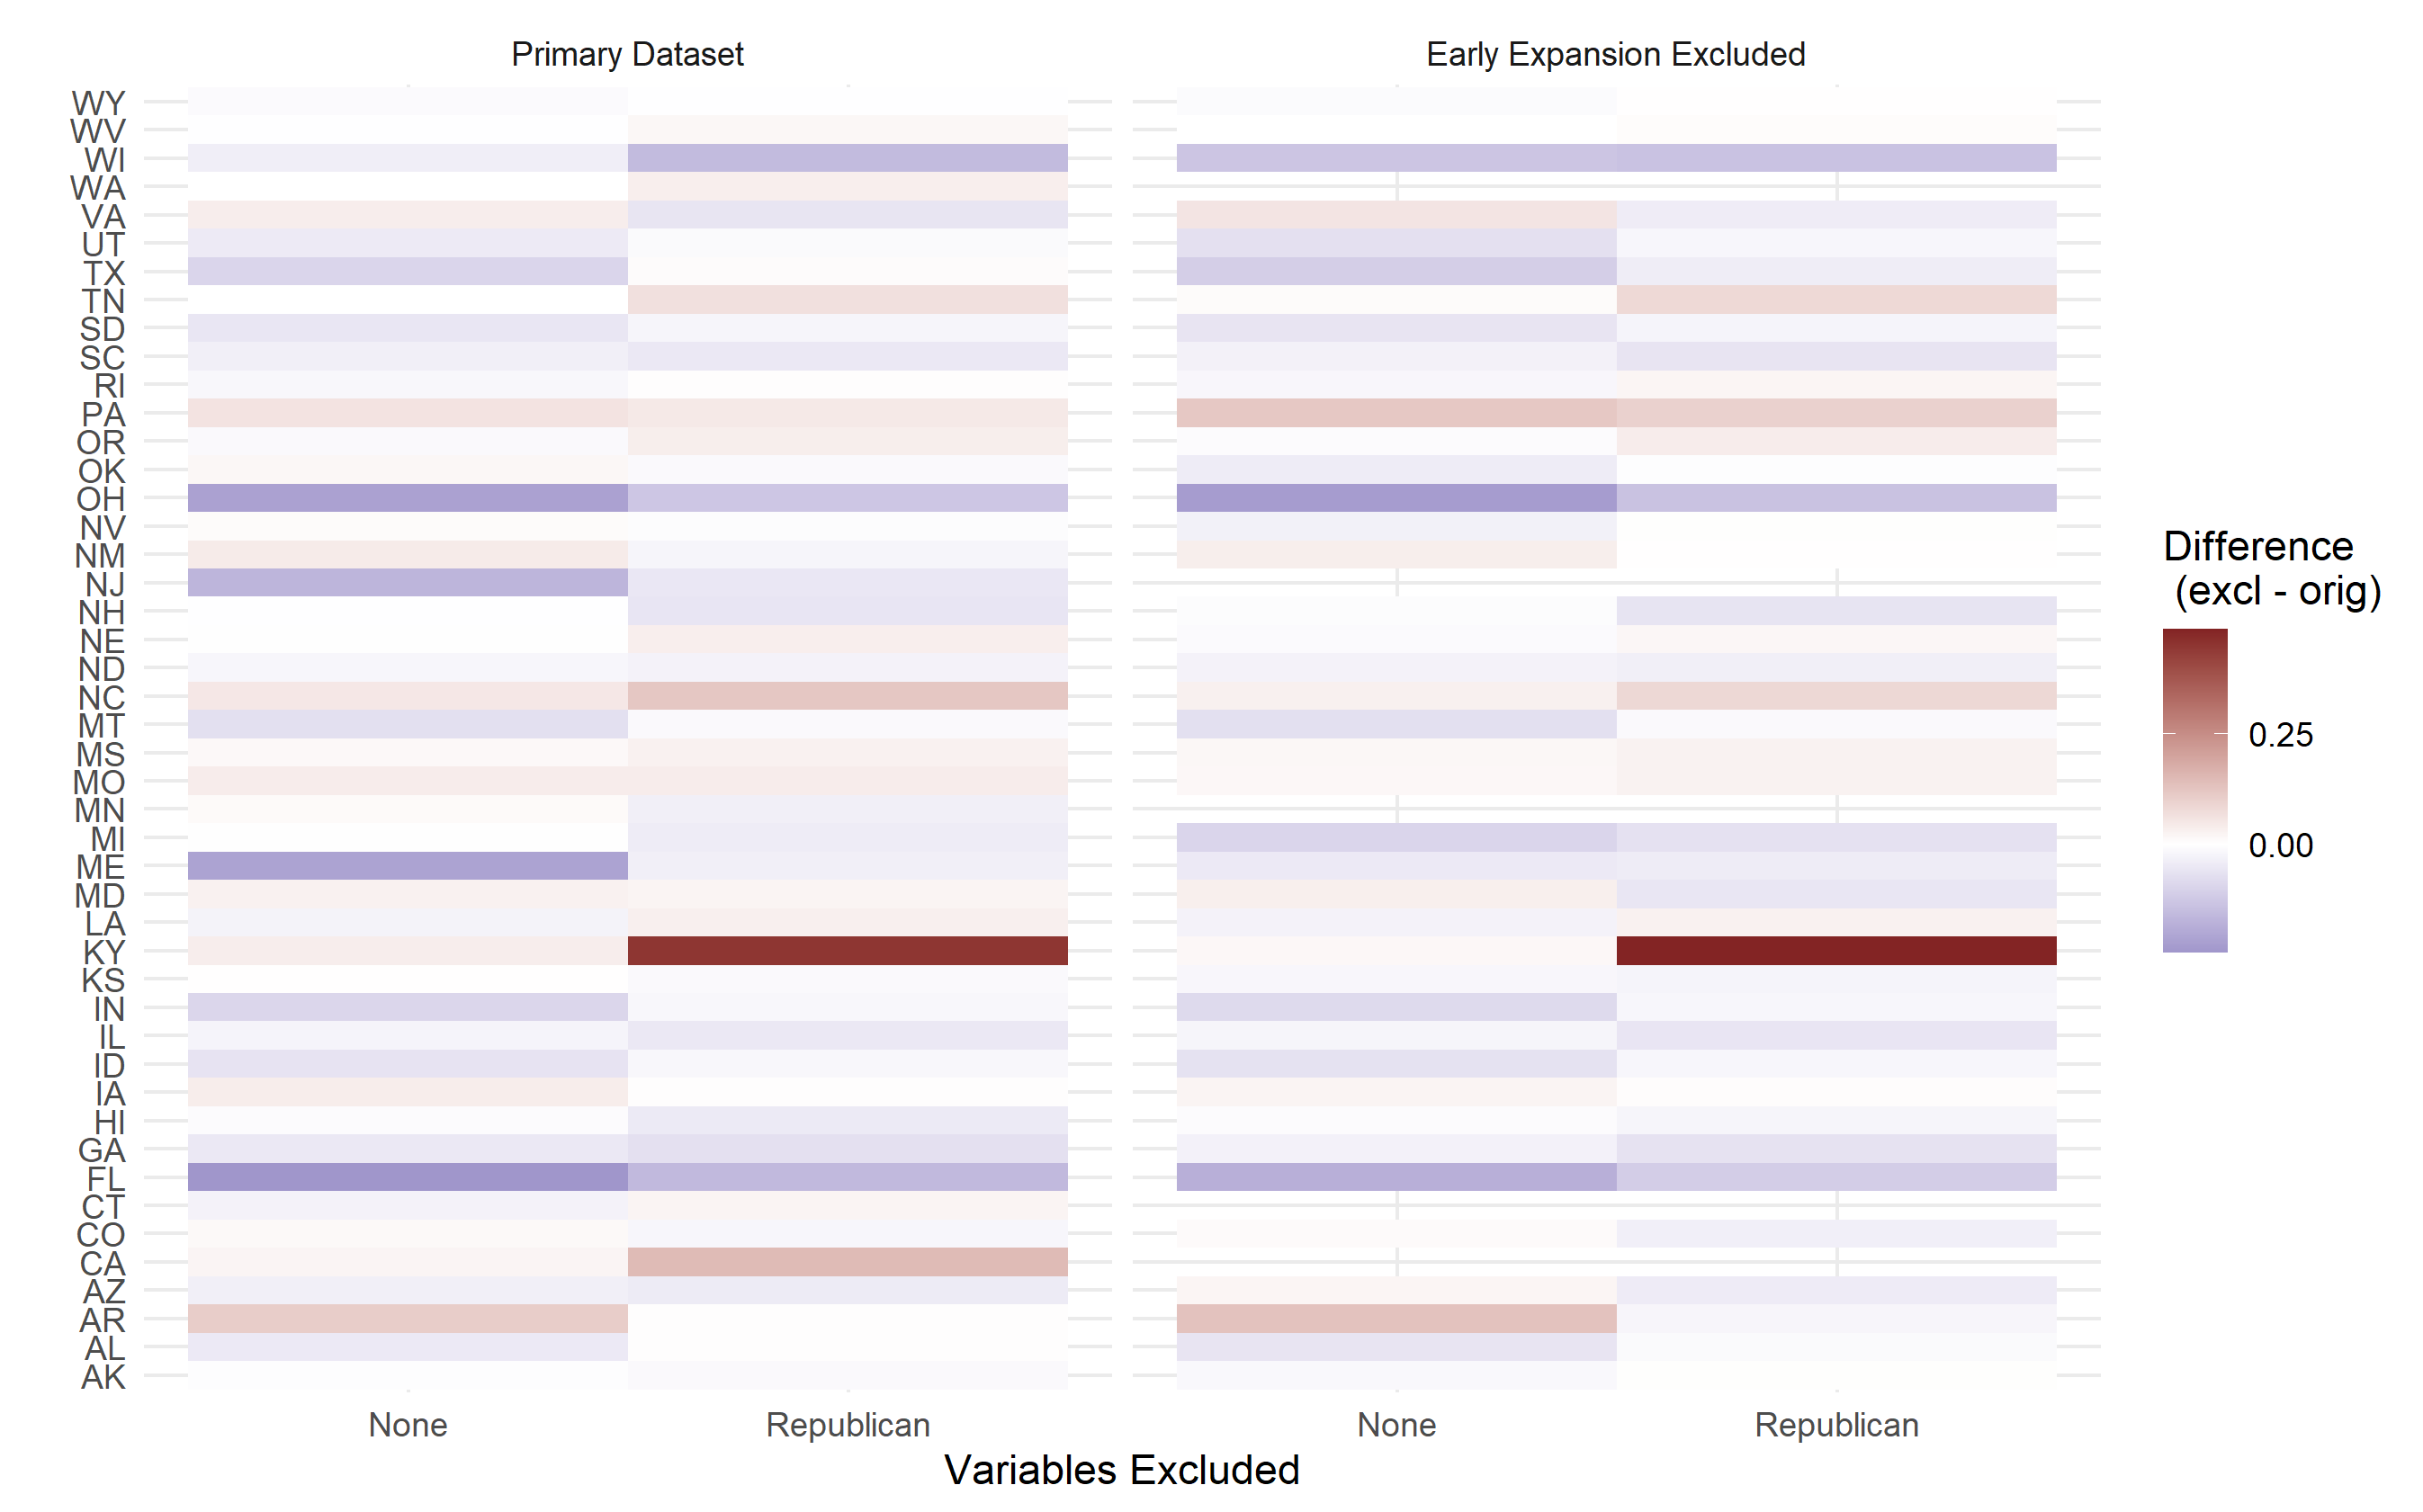 Primary Dataset
Early Expansion Excluded
WY
WV
WI
WA
VA
UT
TX
TN
SD
SC
RI
PA
OR
OK
OH
NV
NM
NJ
NH
NE
ND
NC
MT
MS
MO
MN
MI
ME
MD
LA
KY
KS
IN
IL
ID
IA
HI
GA
FL
CT
CO
CA
AZ
AR
AL
AK
None
Republican
None
Republican
Variables Excluded
Difference
(excl - orig)
0.25
0.00